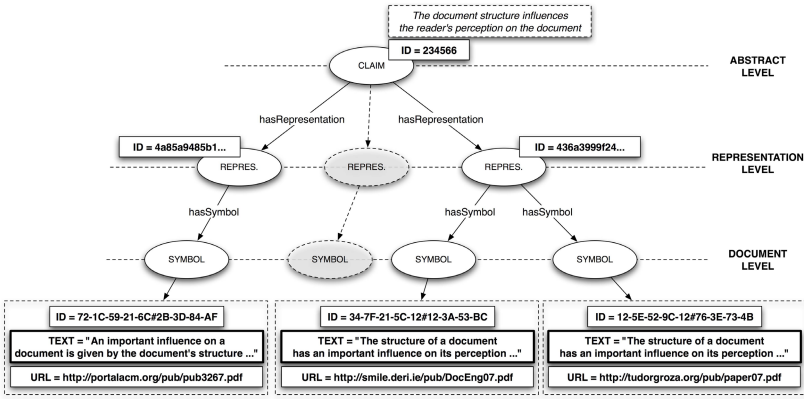 The document structure influences
the reader's perception on the document
ID = 234566
CLAIM
ABSTRACT
LEVEL
hasRepresentation
hasRepresentation
ID = 4a85a9485b1...
ID = 436a3999f24...
REPRES.
REPRES.
REPRES.
REPRESENTATION
LEVEL
hasSymbol
hasSymbol
hasSymbol
SYMBOL
SYMBOL
SYMBOL
SYMBOL
DOCUMENT
LEVEL
ID = 72-1C-59-21-6C#2B-3D-84-AF
TEXT = "An important influence on a
document is given by the document's structure ..."
URL = http://portalacm.org/pub/pub3267.pdf
ID = 34-7F-21-5C-12#12-3A-53-BC
TEXT = "The structure of a document
has an important influence on its perception ..."
URL = http://smile.deri.ie/pub/DocEng07.pdf
ID = 12-5E-52-9C-12#76-3E-73-4B
TEXT = "The structure of a document
has an important influence on its perception ..."
URL = http://tudorgroza.org/pub/paper07.pdf